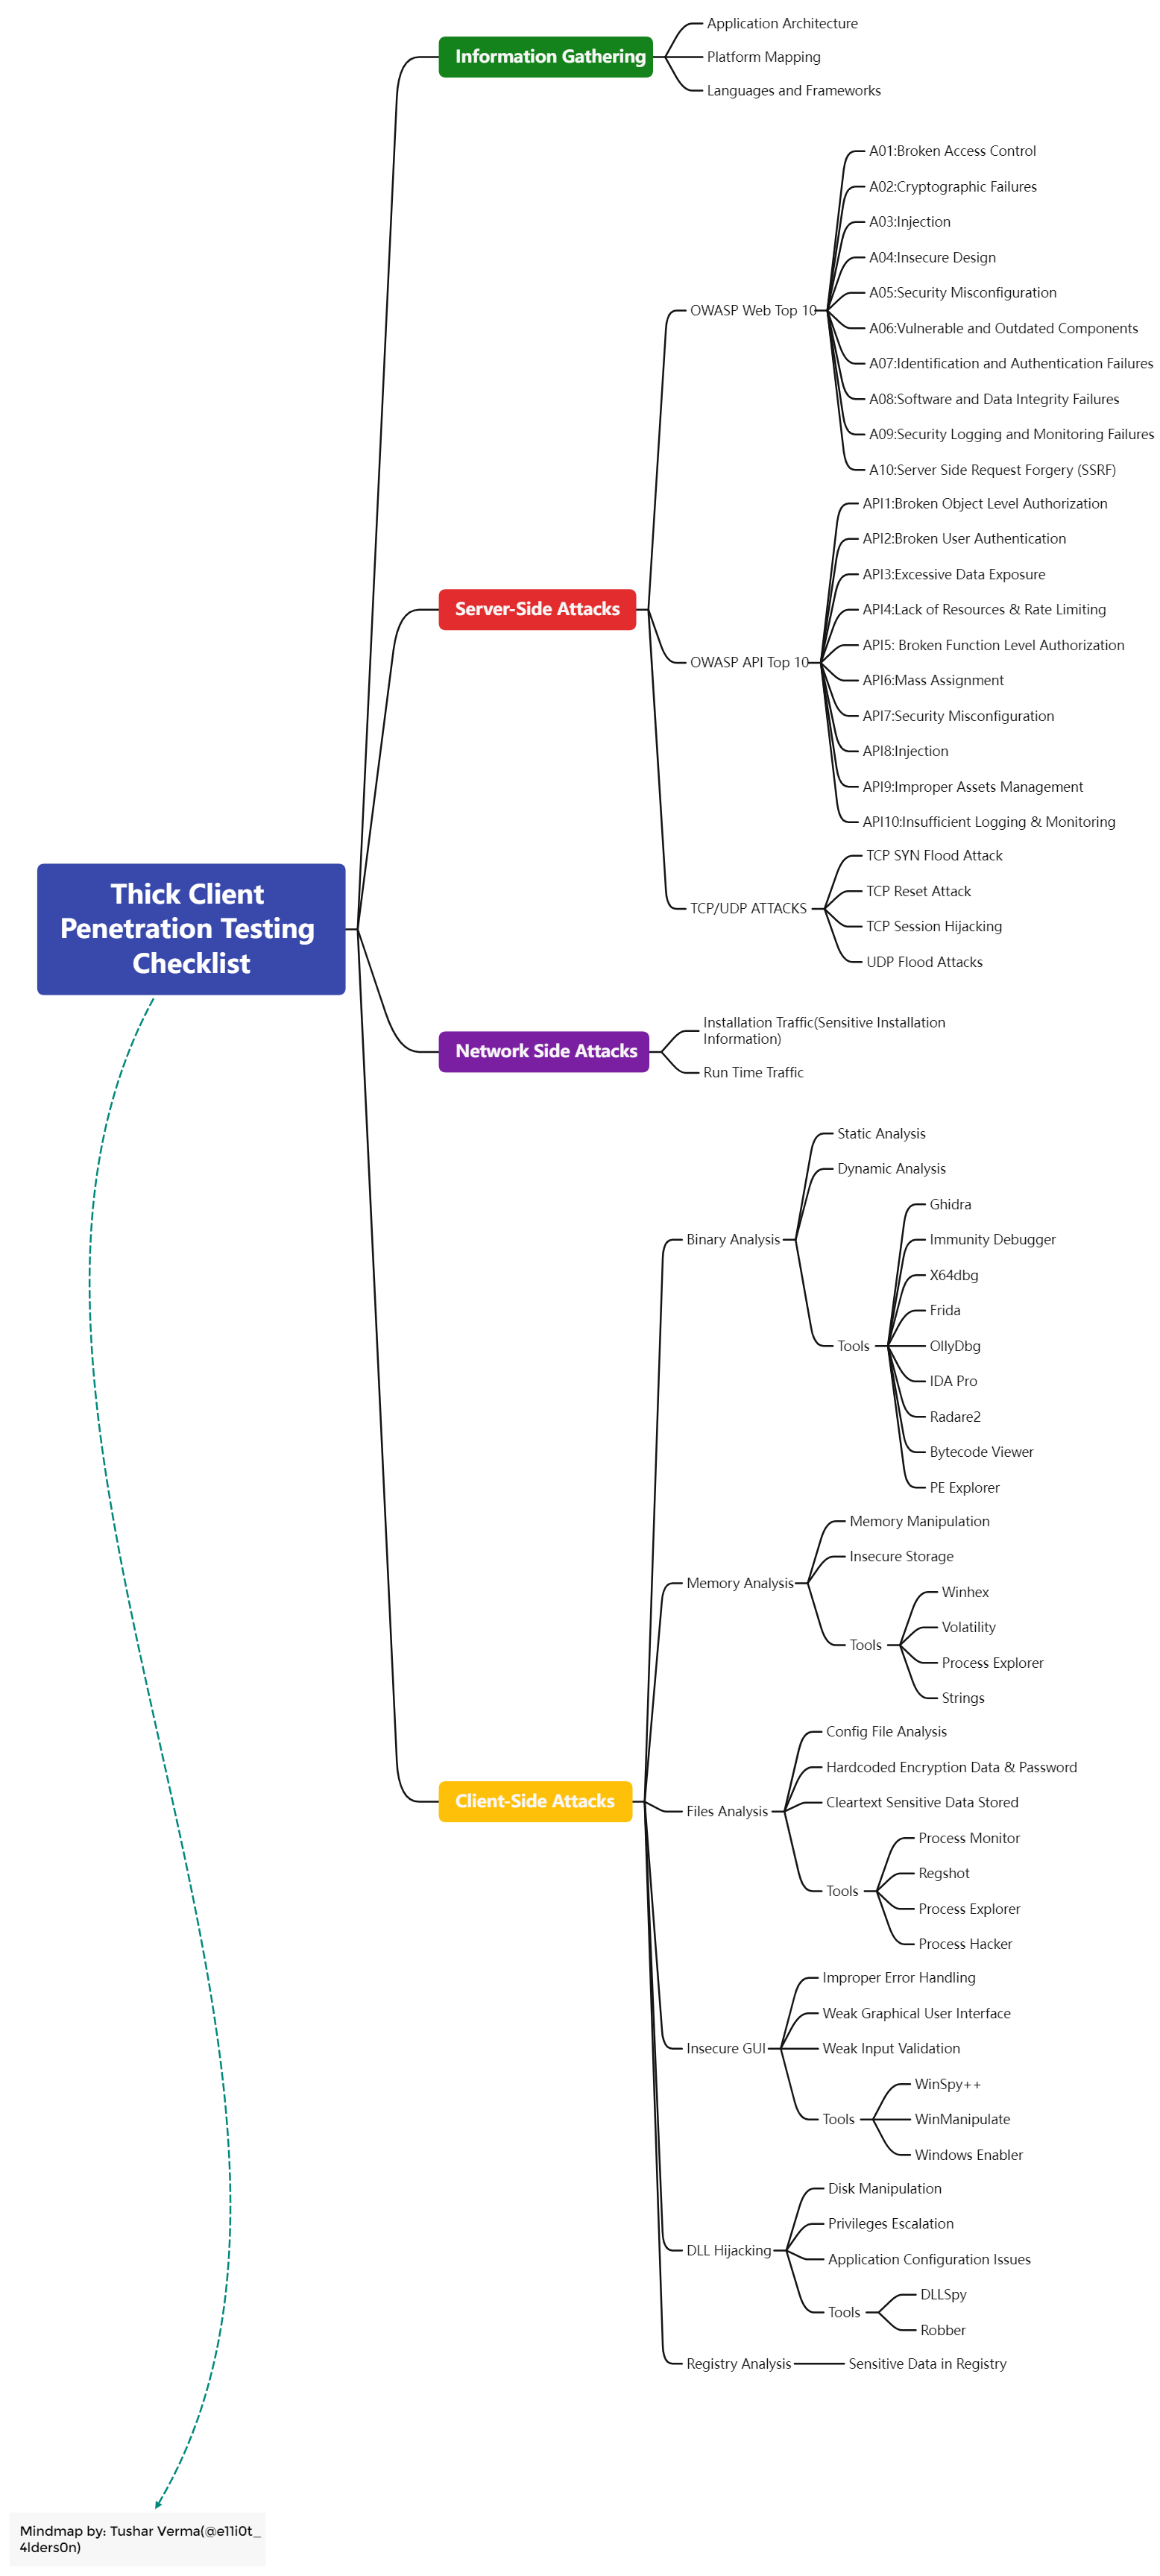 Thick Client
Penetration Testing
Checklist
Information Gathering
Application Architecture
Platform Mapping
Languages and Frameworks
Server-Side Attacks
OWASP Web Top 10
A01:Broken Access Control
A02:Cryptographic Failures
A03:Injection
A04:Insecure Design
A05:Security Misconfiguration
A06:Vulnerable and Outdated Components
A07:Identification and Authentication Failures
A08:Software and Data Integrity Failures
A09:Security Logging and Monitoring Failures
A10:Server Side Request Forgery (SSRF)
OWASP API Top 10
API1:Broken Object Level Authorization
API2:Broken User Authentication
API3:Excessive Data Exposure
API4:Lack of Resources & Rate Limiting
API5: Broken Function Level Authorization
API6:Mass Assignment
API7:Security Misconfiguration
API8:Injection
API9:Improper Assets Management
API10:Insufficient Logging & Monitoring
TCP/UDP ATTACKS
TCP SYN Flood Attack
TCP Reset Attack
TCP Session Hijacking
UDP Flood Attacks
Network Side Attacks
Installation Traffic(Sensitive Installation
Information)
Run Time Traffic
Client-Side Attacks
Binary Analysis
Static Analysis
Dynamic Analysis
Tools
Ghidra
Immunity Debugger
X64dbg
Frida
OllyDbg
IDA Pro
Radare2
Bytecode Viewer
PE Explorer
Memory Analysis
Memory Manipulation
Insecure Storage
Tools
Winhex
Volatility
Process Explorer
Strings
Files Analysis
Config File Analysis
Hardcoded Encryption Data & Password
Cleartext Sensitive Data Stored
Tools
Process Monitor
Regshot
Process Explorer
Process Hacker
Insecure GUI
Improper Error Handling
Weak Graphical User Interface
Weak Input Validation
Tools
WinSpy++
WinManipulate
Windows Enabler
DLL Hijacking
Disk Manipulation
Privileges Escalation
Application Configuration Issues
Tools
DLLSpy
Robber
Registry Analysis
Sensitive Data in Registry
Mindmap by: Tushar Verma(@e11i0t_
4lders0n)